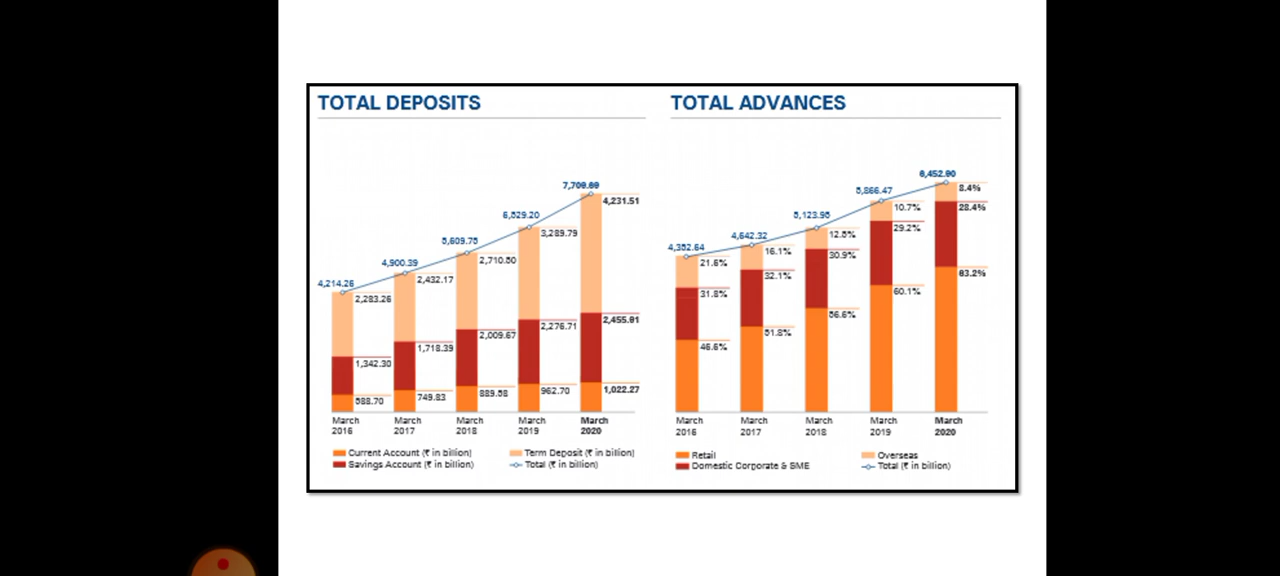 TOTAL DEPOSITS
7,709.69
4,231.51
6,529.20
3,289.79
5,609.75
2,710.50
4,900.39
2,432.17
4,214.26
2,283.26
2,455.91
2,276.71
2,009.67
1,718.39
1,342.30
1,022.27
962.70
889.58
749.83
588.70
March
2016
March
2017
March
2018
March
2019
March
2020
Current Account (₹ in billion)
Term Deposit (₹ in billion)
Savings Account (₹ in billion)
Total (₹ in billion)
TOTAL ADVANCES
6,452.90
8.4%
5,866.47
10.7%
28.4%
5,123.95
12.5%
29.2%
4,642.32
16.1%
30.9%
4,352.64
21.6%
32.1%
63.2%
31.8%
60.1%
56.6%
51.8%
46.6%
March
2016
March
2017
March
2018
March
2019
March
2020
Retail
Overseas
Domestic Corporate & SME
Total (₹ in billion)